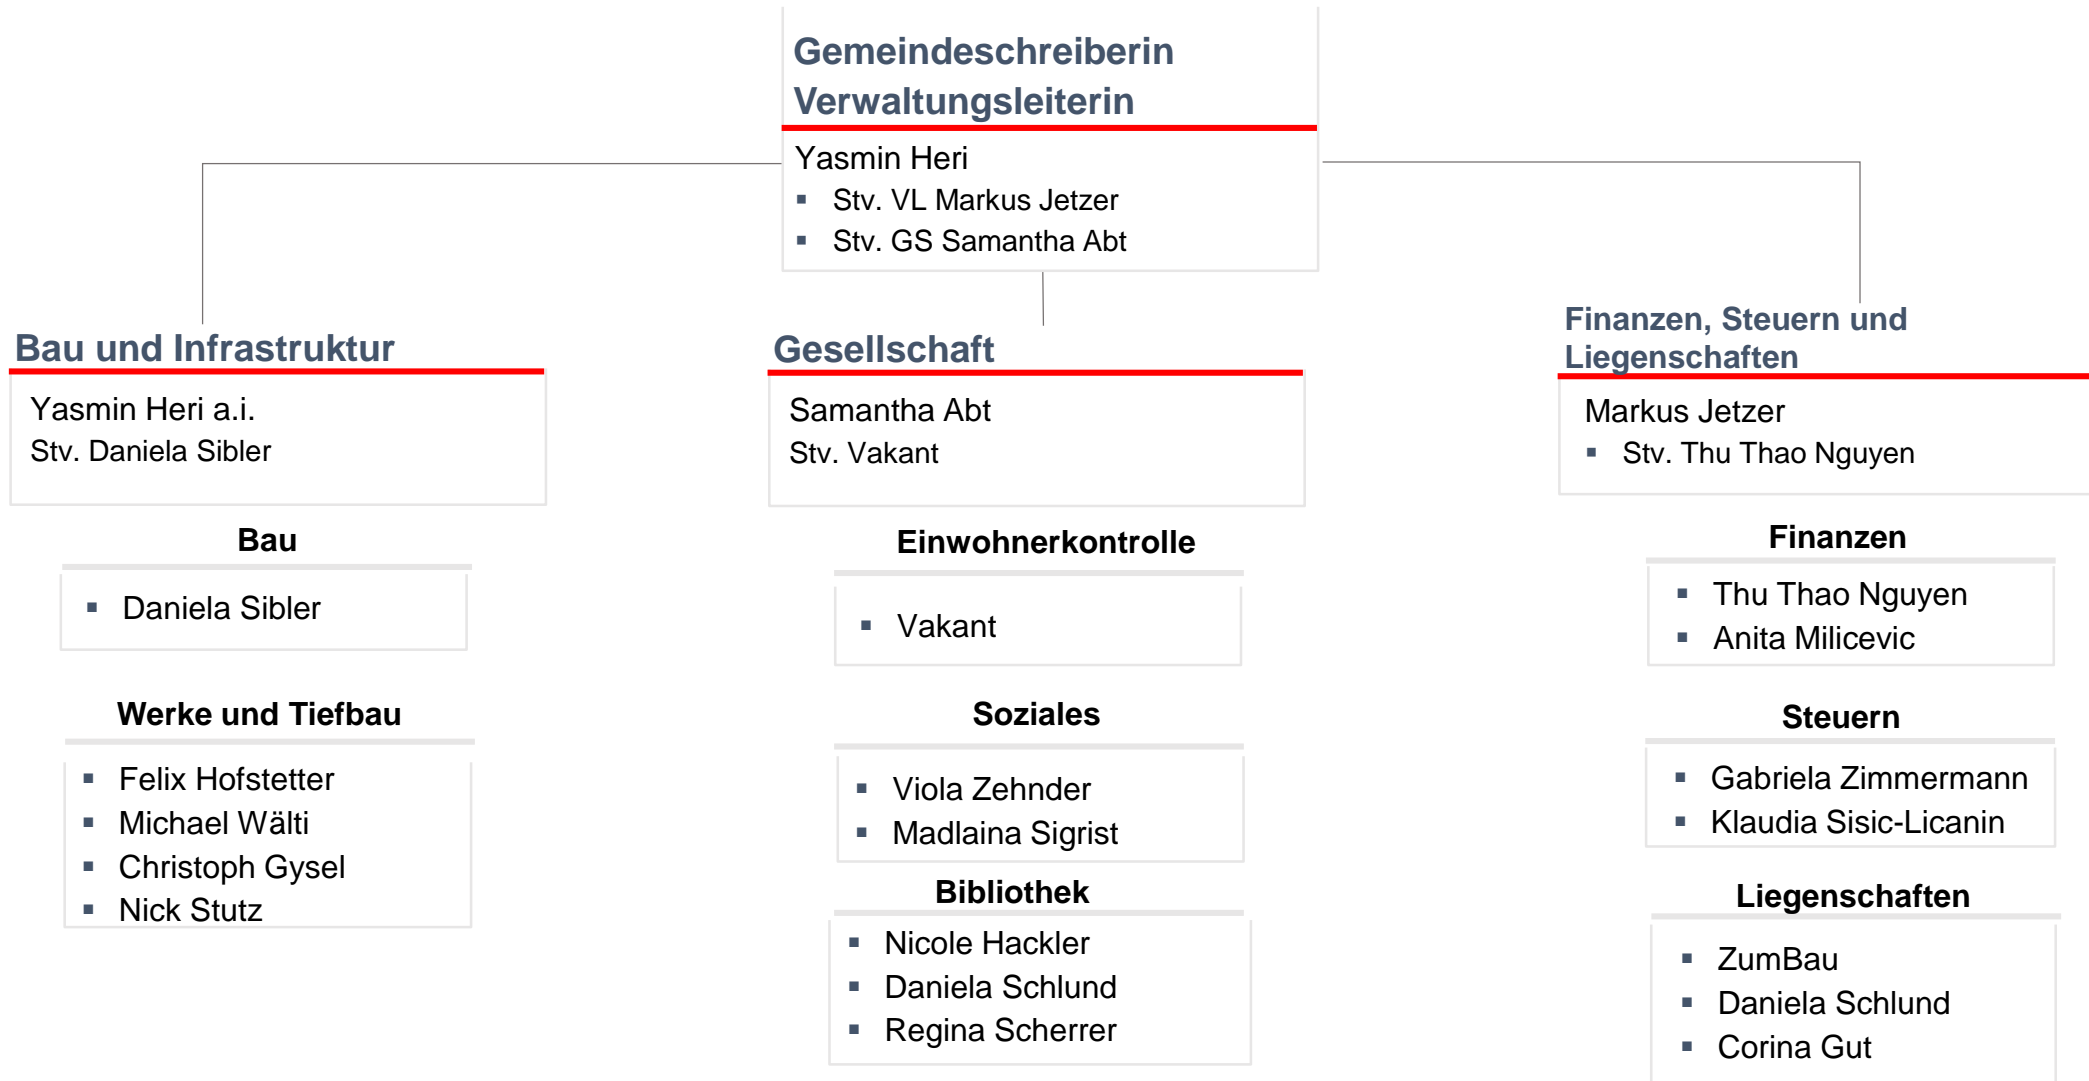 Gemeindeschreiberin
Verwaltungsleiterin
Yasmin Heri
▪ Stv. VL Markus Jetzer
▪ Stv. GS Samantha Abt
Bau und Infrastruktur
Yasmin Heri a.i.
Stv. Daniela Sibler
Bau
▪ Daniela Sibler
Werke und Tiefbau
▪ Felix Hofstetter
▪ Michael Wälti
▪ Christoph Gysel
▪ Nick Stutz
Gesellschaft
Samantha Abt
Stv. Vakant
Einwohnerkontrolle
▪ Vakant
Soziales
▪ Viola Zehnder
▪ Madlaina Sigrist
Bibliothek
▪ Nicole Hackler
▪ Daniela Schlund
▪ Regina Scherrer
Finanzen, Steuern und
Liegenschaften
Markus Jetzer
▪ Stv. Thu Thao Nguyen
Finanzen
▪ Thu Thao Nguyen
▪ Anita Milicevic
Steuern
▪ Gabriela Zimmermann
▪ Klaudia Sisic-Licanin
Liegenschaften
▪ ZumBau
▪ Daniela Schlund
▪ Corina Gut